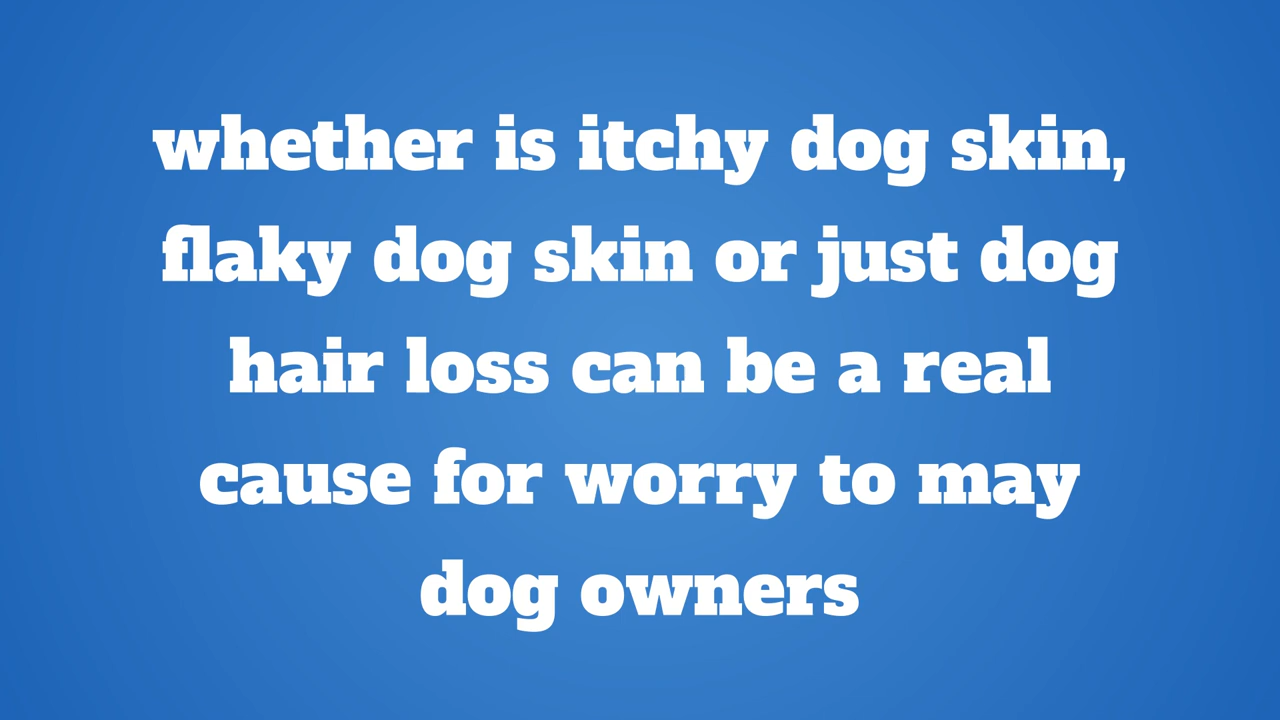 whether is itchy dog skin,
flaky dog skin or just dog
hair loss can be a real
cause for worry to may
dog owners